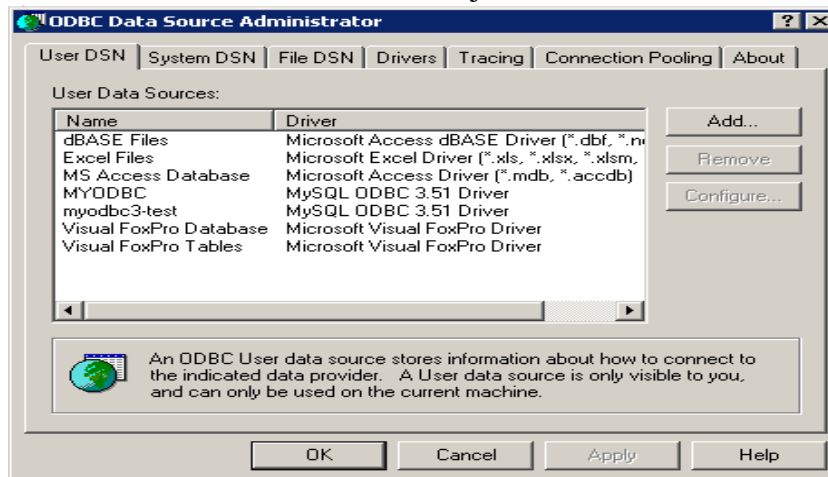 ODBC Data Source Administrator
User DSN System DSN File DSN Drivers Tracing Connection Pooling About
User Data Sources:
Name Driver
dBASE Files Microsoft Access dBASE Driver (*.dbf, *.n
Excel Files Microsoft Excel Driver (*.xls, *.xlsx, *.xlsm,
MS Access Database Microsoft Access Driver (*.mdb, *.accdb)
MYODBC MySQL ODBC 3.51 Driver
myodbc3-test MySQL ODBC 3.51 Driver
Visual FoxPro Database Microsoft Visual FoxPro Driver
Visual FoxPro Tables Microsoft Visual FoxPro Driver
Add...
Remove
Configure...
An ODBC User data source stores information about how to connect to
the indicated data provider. A User data source is only visible to you,
and can only be used on the current machine.
OK Cancel Apply Help